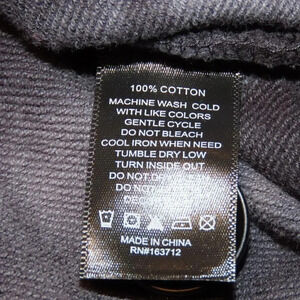 100% COTTON
MACHINE WASH COLD
WITH LIKE COLORS
GENTLE CYCLE
DO NOT BLEACH
COOL IRON WHEN NEED
TUMBLE DRY LOW
TURN INSIDE OUT
DO NOT
DO NOT
MADE IN CHINA
RN#163712